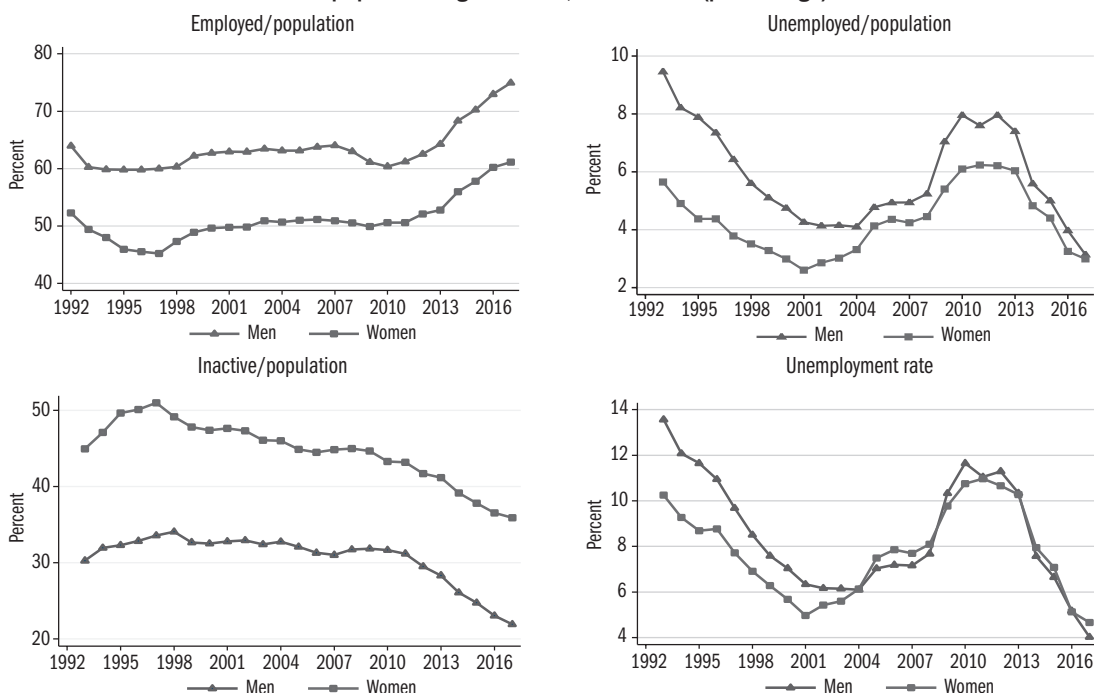 Employed/population
Percent
80
70
60
50
40
1992 1995 1998 2001 2004 2007 2010 2013 2016
Men Women
Unemployed/population
Percent
10
8
6
4
2
1992 1995 1998 2001 2004 2007 2010 2013 2016
Men Women
Inactive/population
Percent
50
40
30
20
1992 1995 1998 2001 2004 2007 2010 2013 2016
Men Women
Unemployment rate
Percent
14
12
10
8
6
4
1992 1995 1998 2001 2004 2007 2010 2013 2016
Men Women